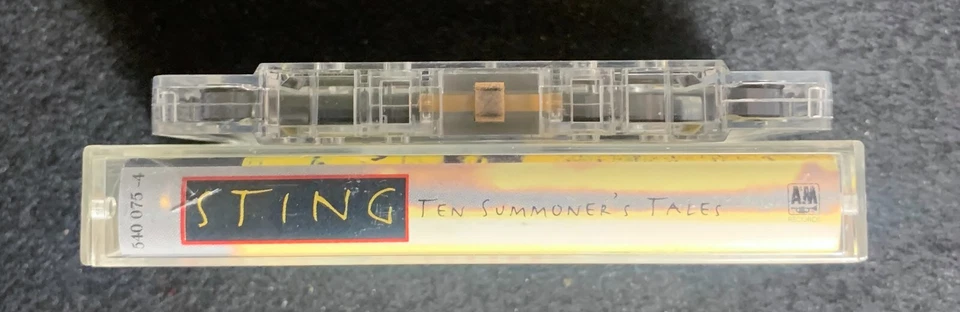 540 075-4
STING
TEN SUMMONER'S TALES
A&M